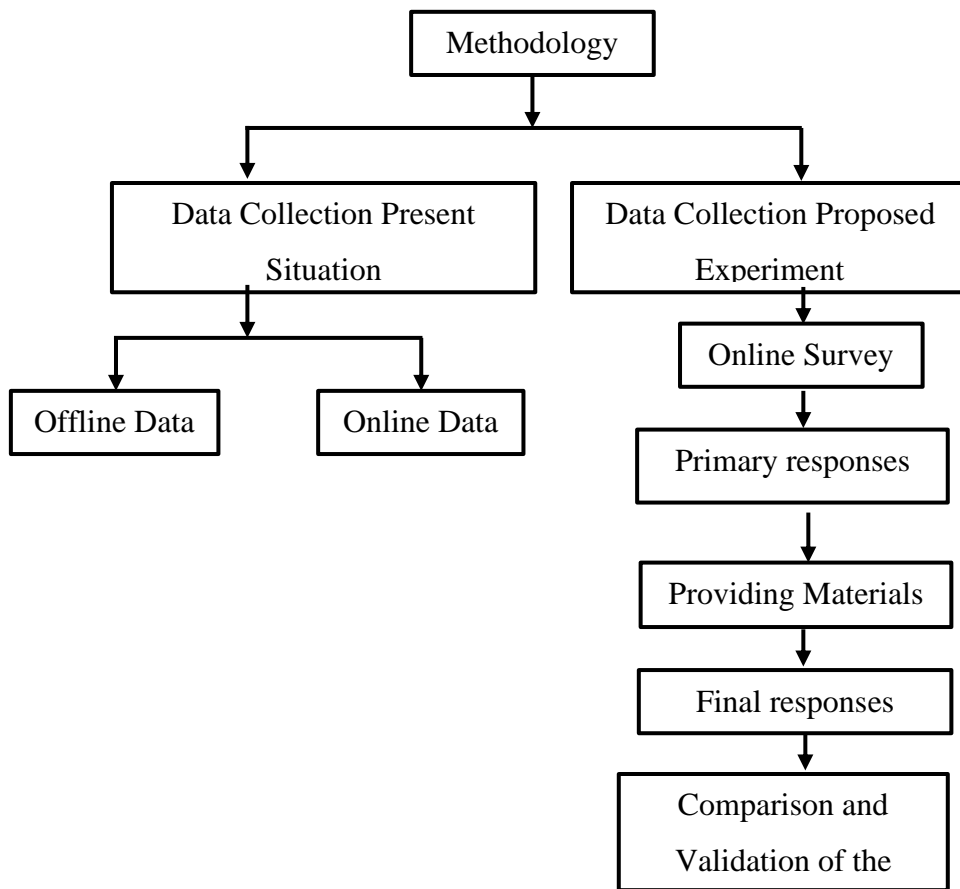 Methodology
Data Collection Present
Situation
Data Collection Proposed
Experiment
Offline Data
Online Data
Online Survey
Primary responses
Providing Materials
Final responses
Comparison and
Validation of the